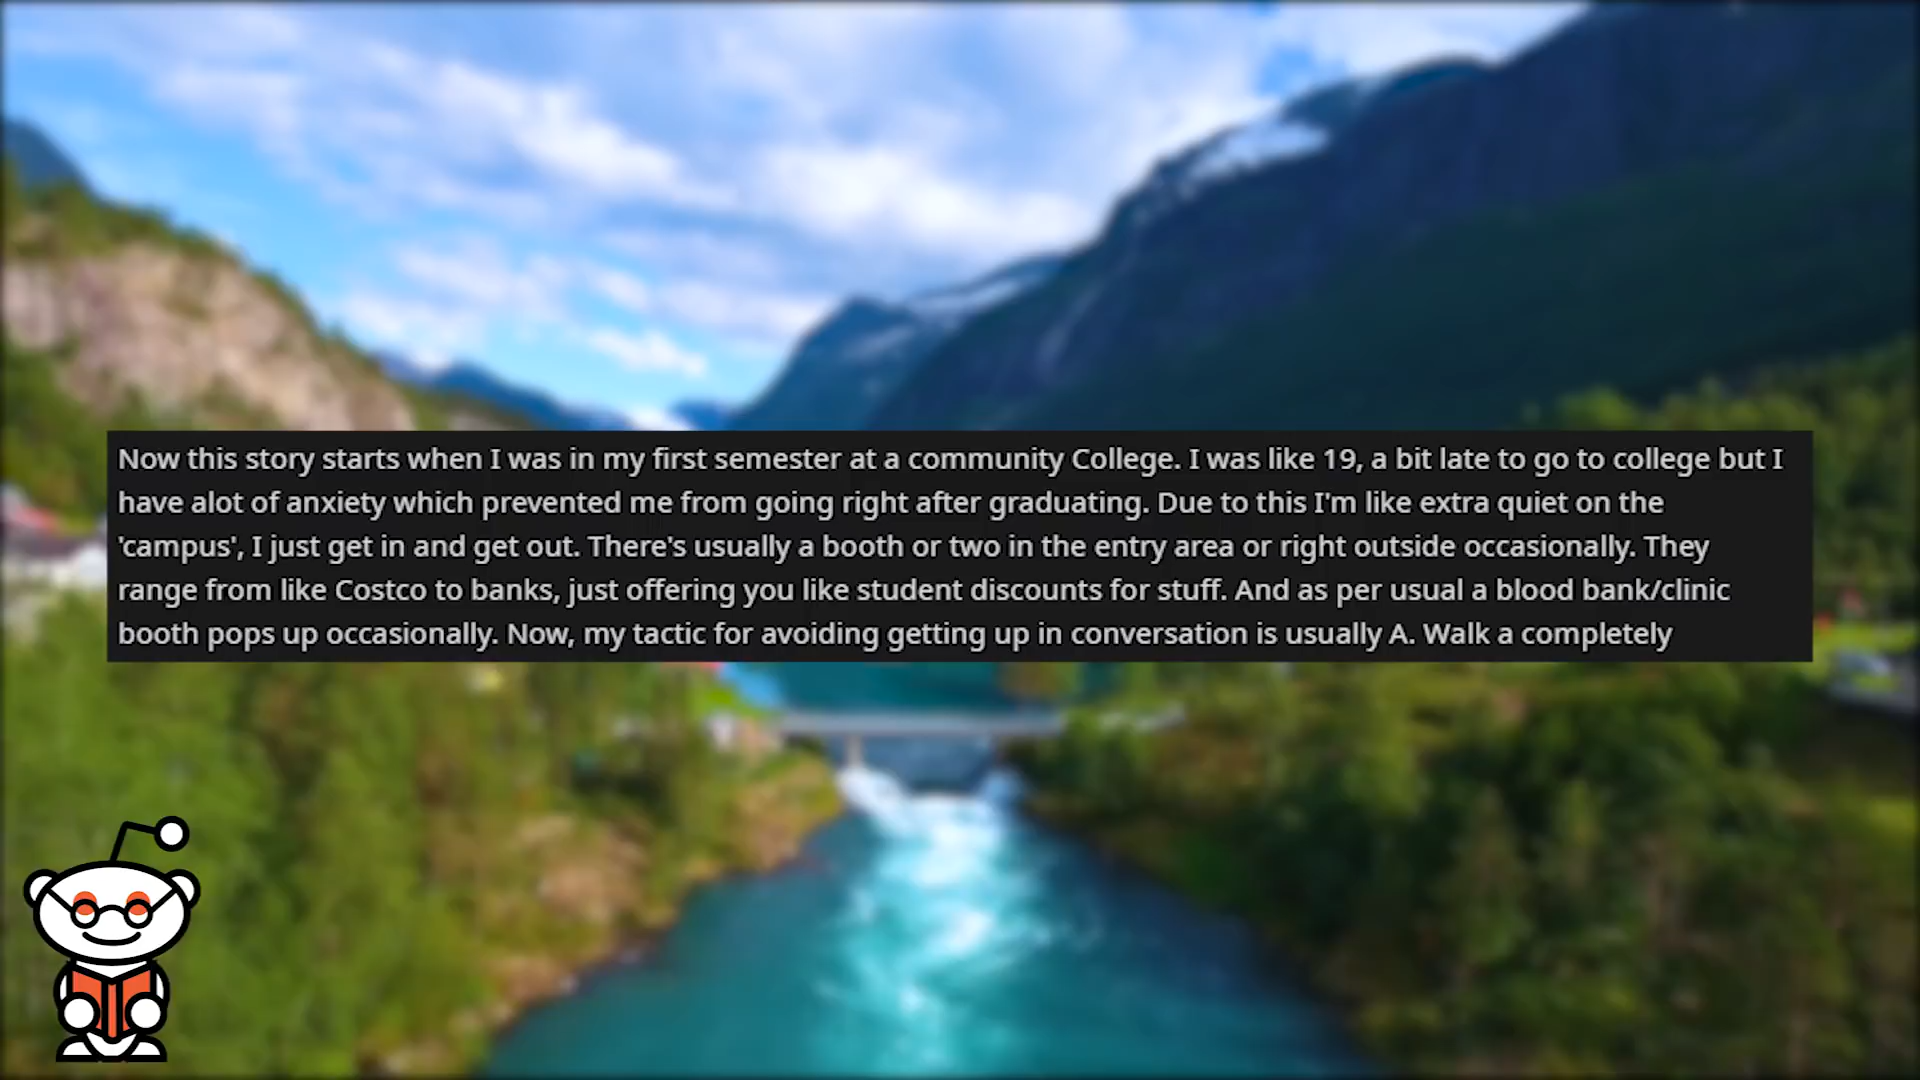 Now this story starts when I was in my first semester at a community College. I was like 19, a bit late to go to college but I
have alot of anxiety which prevented me from going right after graduating. Due to this I'm like extra quiet on the
'campus', I just get in and get out. There's usually a booth or two in the entry area or right outside occasionally. They
range from like Costco to banks, just offering you like student discounts for stuff. And as per usual a blood bank/clinic
booth pops up occasionally. Now, my tactic for avoiding getting up in conversation is usually A. Walk a completely